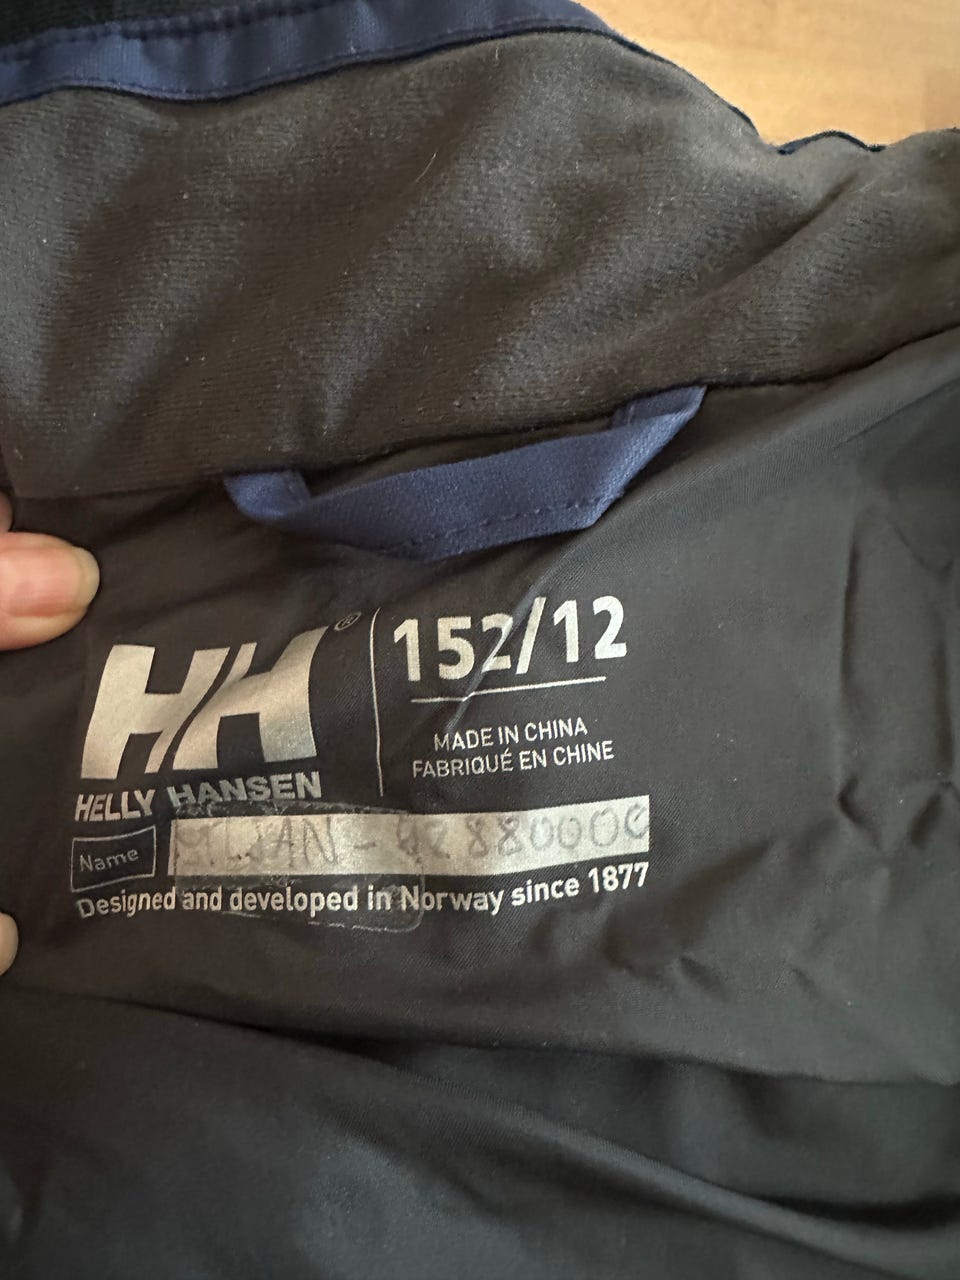 HH®
152/12
MADE IN CHINA
FABRIQUÉ EN CHINE
HELLY HANSEN
Name
Designed and developed in Norway since 1877